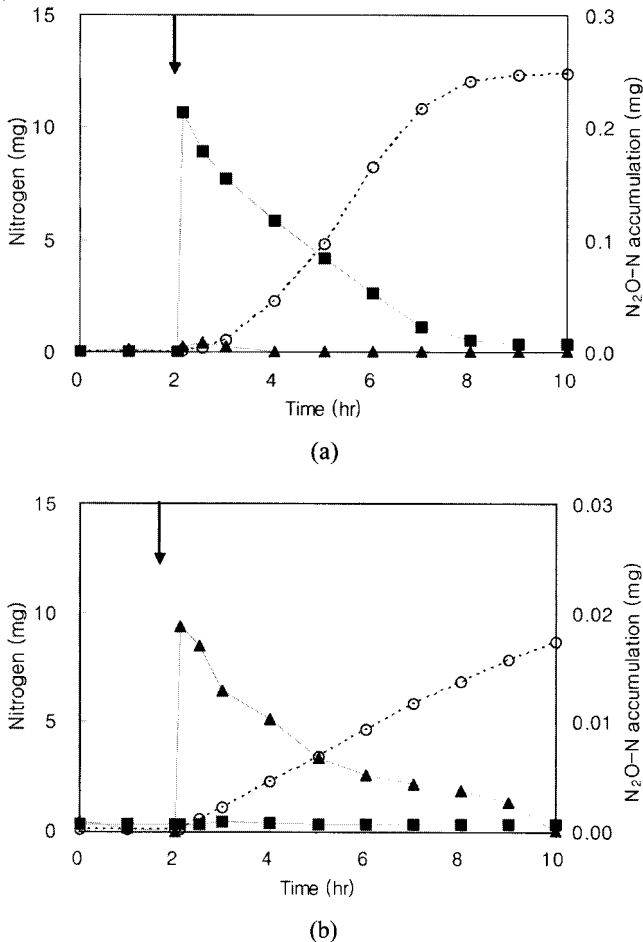 15
10
5
0
Nitrogen (mg)
0.3
0.2
0.1
0.0
N₂O-N accumulation (mg)
0 2 4 6 8 10
Time (hr)
(a)
15
10
5
0
Nitrogen (mg)
0.03
0.02
0.01
0.00
N₂O-N accumulation (mg)
0 2 4 6 8 10
Time (hr)
(b)